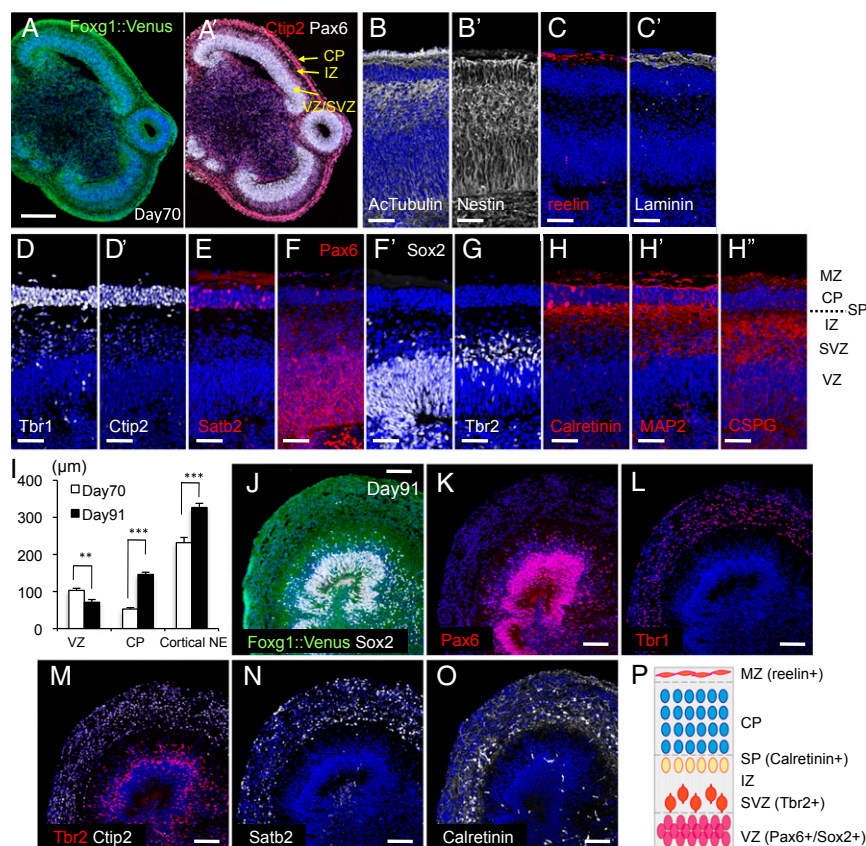 A
Foxg1::Venus
Day70
A′
Ctip2 Pax6
CP
IZ
VZ/SVZ
B
AcTubulin
B′
Nestin
C
reelin
C′
Laminin
D
Tbr1
D′
Ctip2
E
Satb2
F
Pax6
F′
Sox2
G
Tbr2
H
Calretinin
H′
MAP2
H″
CSPG
MZ
CP
SP
IZ
SVZ
VZ
I
(μm)
400
300
200
100
0
Day70
Day91
**
***
***
VZ
CP
Cortical NE
J
Day91
Foxg1::Venus Sox2
K
Pax6
L
Tbr1
M
Tbr2 Ctip2
N
Satb2
O
Calretinin
P
MZ (reelin+)
CP
SP (Calretinin+)
IZ
SVZ (Tbr2+)
VZ (Pax6+/Sox2+)